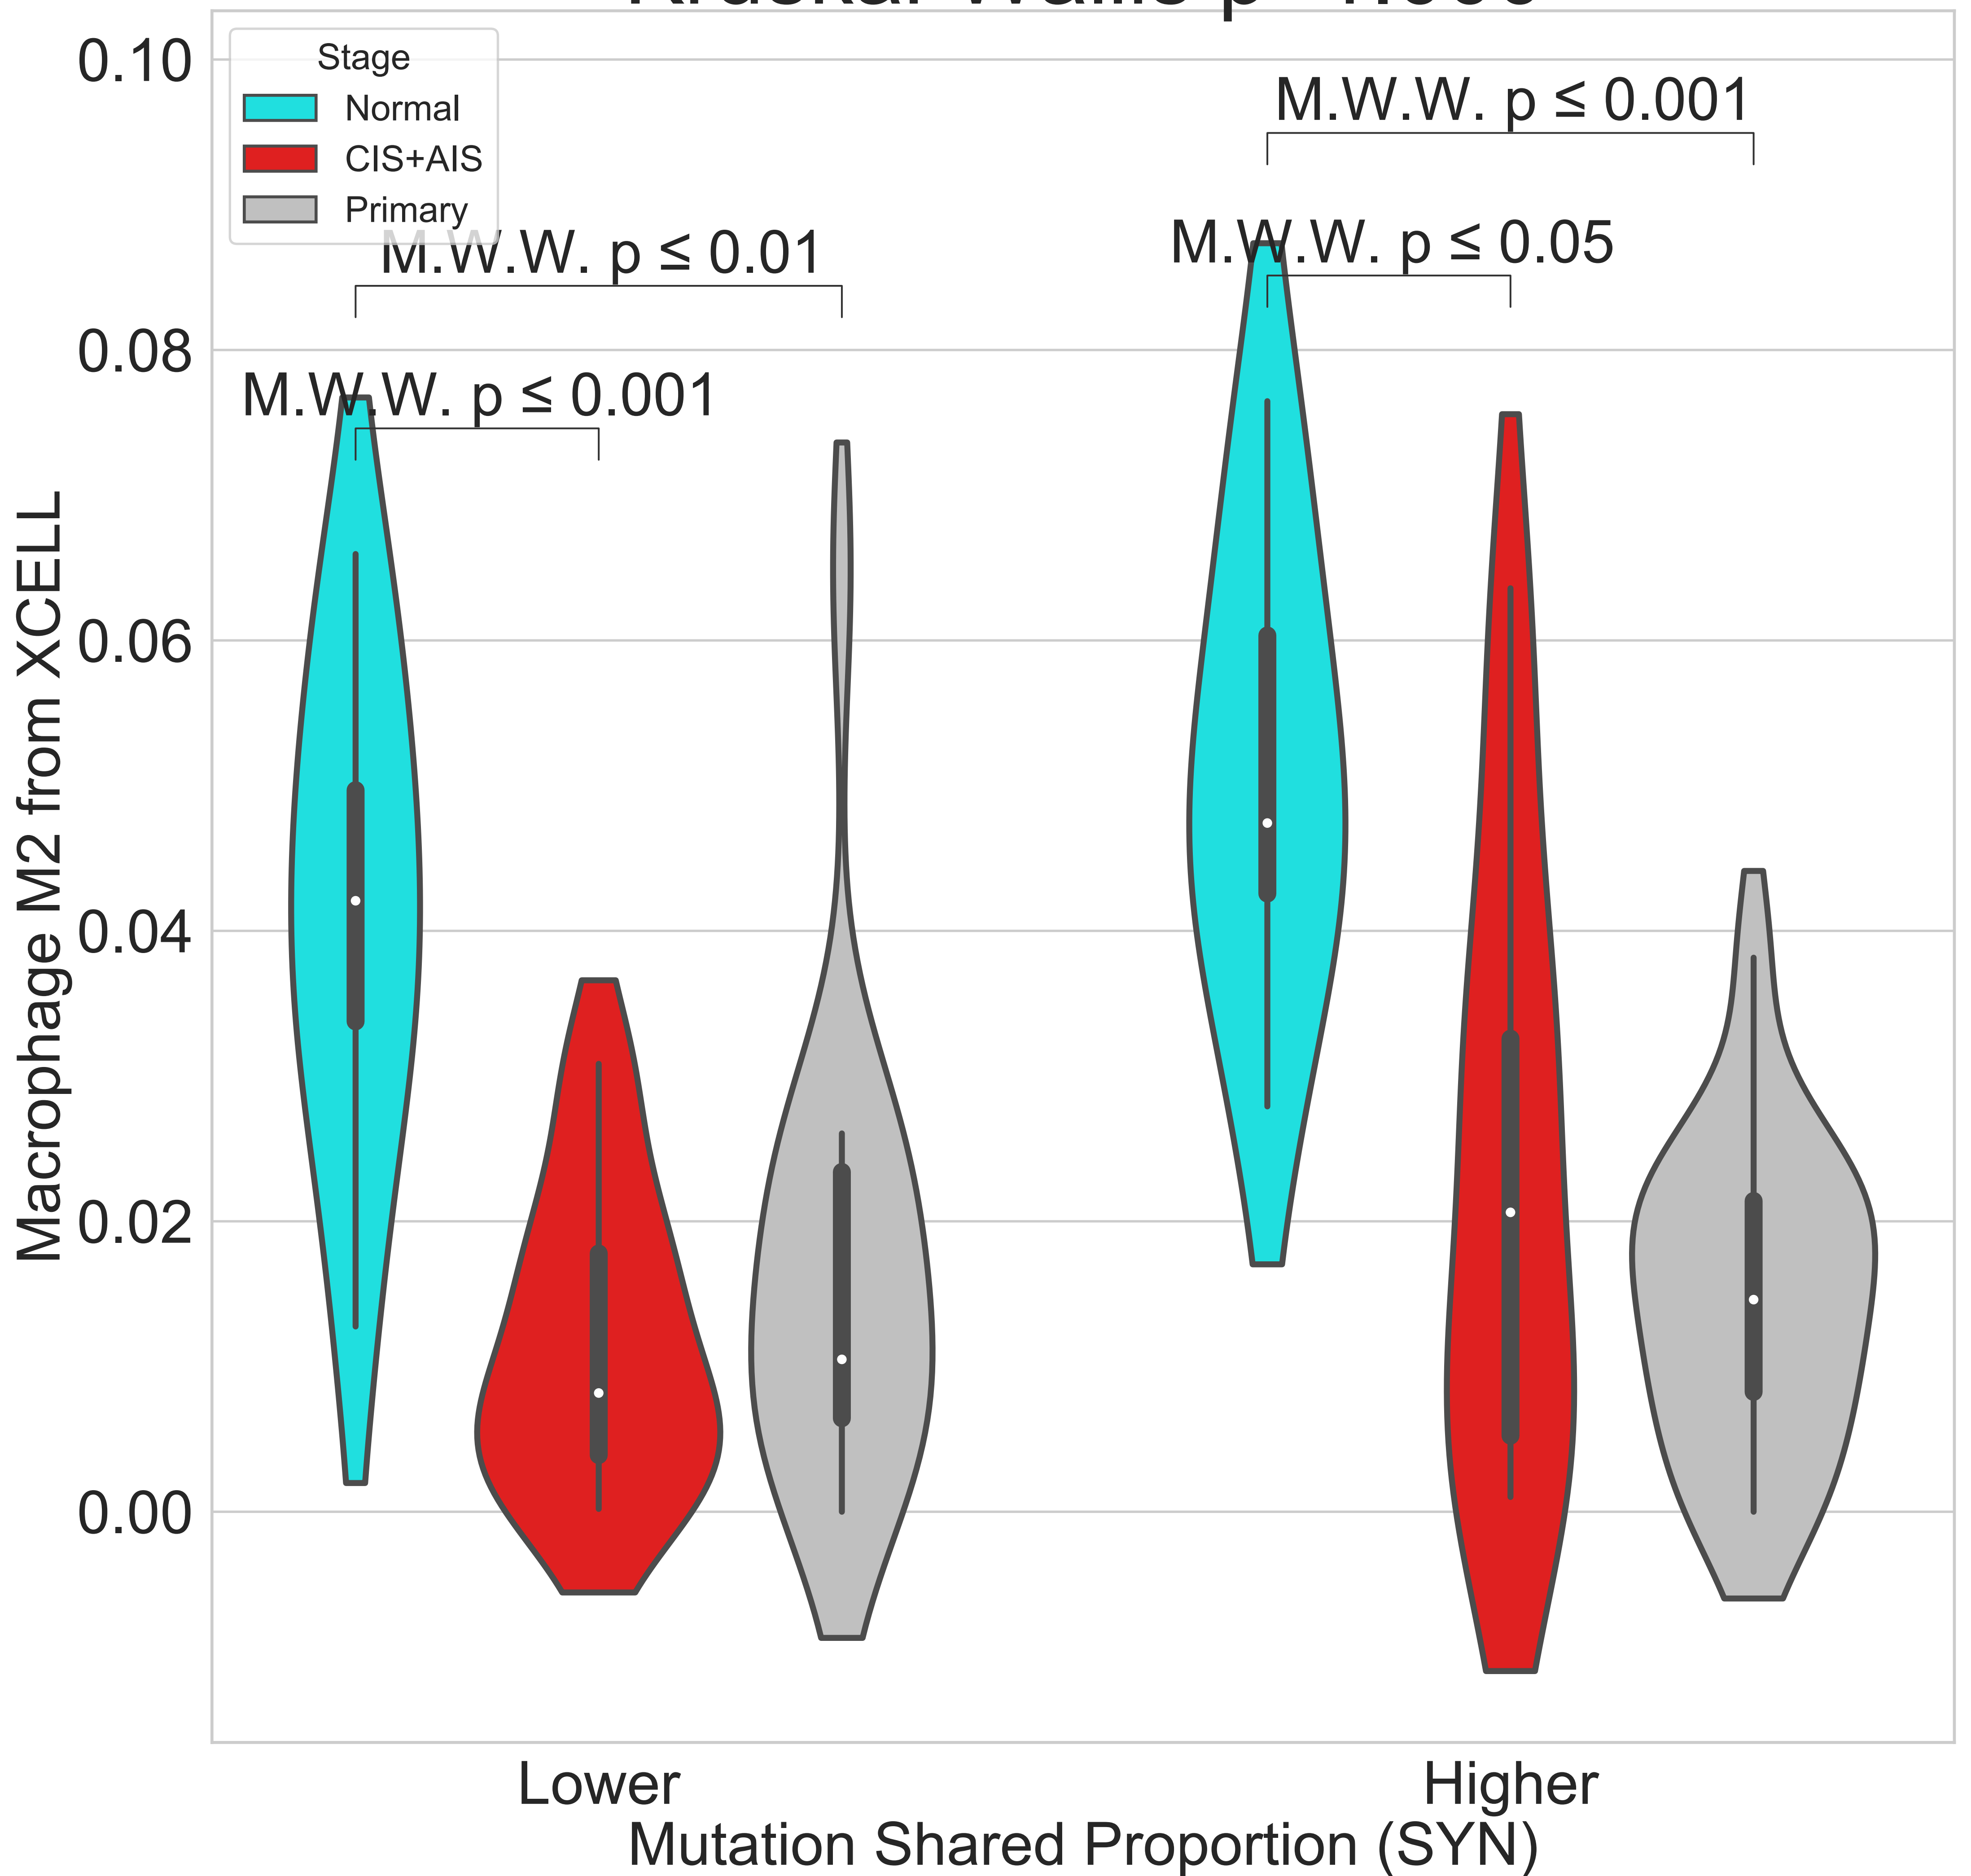 0.10
0.08
0.06
0.04
0.02
0.00
Macrophage M2 from XCELL
Stage
Normal
CIS+AIS
Primary
M.W.W. p ≤ 0.001
M.W.W. p ≤ 0.05
M.W.W. p ≤ 0.01
M.W.W. p ≤ 0.001
Lower
Higher
Mutation Shared Proportion (SYN)